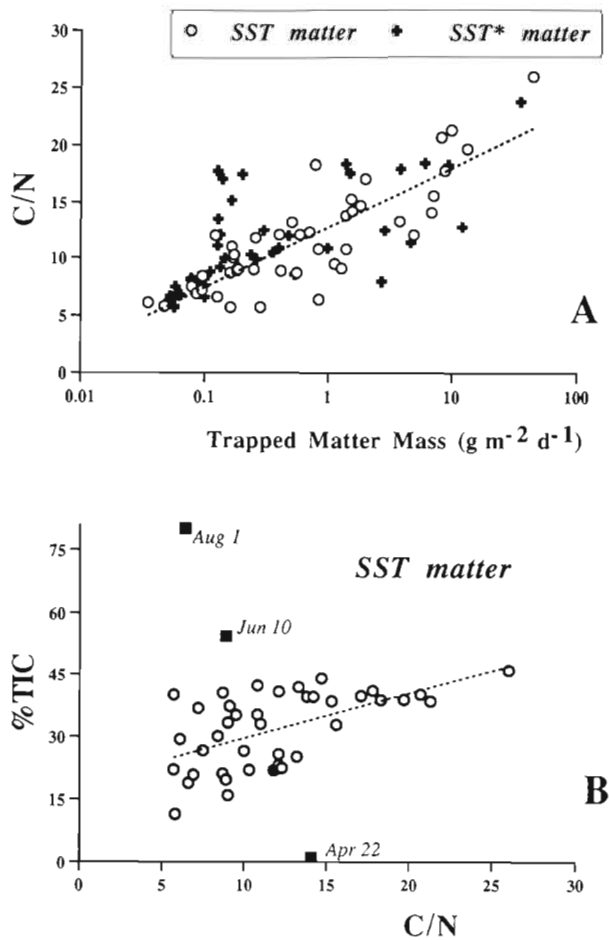 SST matter SST* matter
30
25
20
15
10
5
0
C/N
A
0.01 0.1 1 10 100
Trapped Matter Mass (g m-2 d-1)
75
60
45
30
15
0
%TIC
Aug 1
SST matter
Jun 10
B
Apr 22
0 5 10 15 20 25 30
C/N